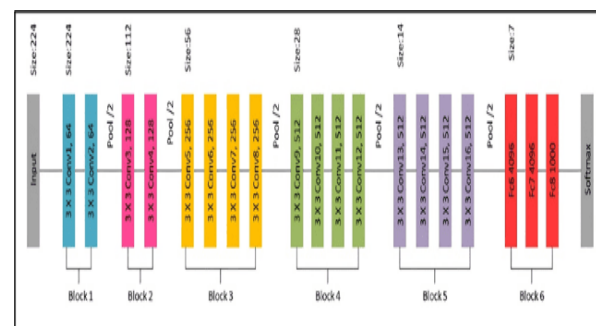 Size:224
Size:224
Size:112
Size:56
Size:28
Size:14
Size:7
Input
3 X 3 Conv1, 64
3 X 3 Conv2, 64
Pool /2
3 X 3 Conv3, 128
3 X 3 Conv4, 128
Pool /2
3 X 3 Conv5, 256
3 X 3 Conv6, 256
3 X 3 Conv7, 256
3 X 3 Conv8, 256
Pool /2
3 X 3 Conv9, 512
3 X 3 Conv10, 512
3 X 3 Conv11, 512
3 X 3 Conv12, 512
Pool /2
3 X 3 Conv13, 512
3 X 3 Conv14, 512
3 X 3 Conv15, 512
3 X 3 Conv16, 512
Pool /2
Fc6 4096
Fc7 4096
Fc8 1000
Softmax
Block 1
Block 2
Block 3
Block 4
Block 5
Block 6